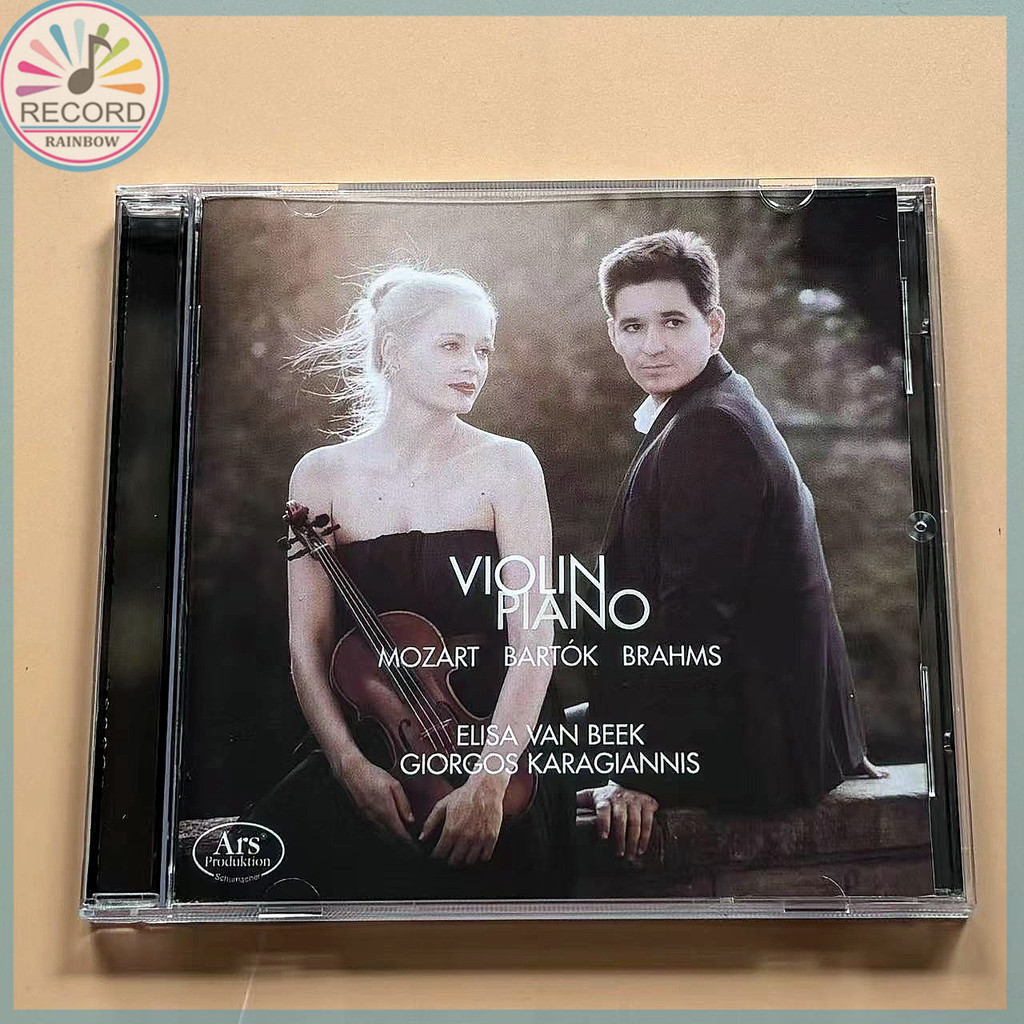 RECORD
RAINBOW
VIOLIN
PIANO
MOZART BARTÓK BRAHMS
ELISA VAN BEEK
GIORGOS KARAGIANNIS
Ars
Produktion
Schumacher